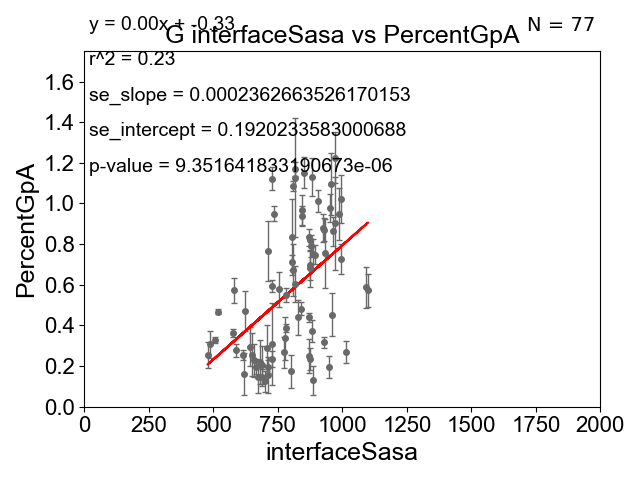 y = 0.00x + -0.33
N = 77
G interfaceSasa vs PercentGpA
r^2 = 0.23
se_slope = 0.0002362663526170153
se_intercept = 0.1920233583000688
p-value = 9.351641833190673e-06
PercentGpA
1.6
1.4
1.2
1.0
0.8
0.6
0.4
0.2
0.0
0 250 500 750 1000 1250 1500 1750 2000
interfaceSasa